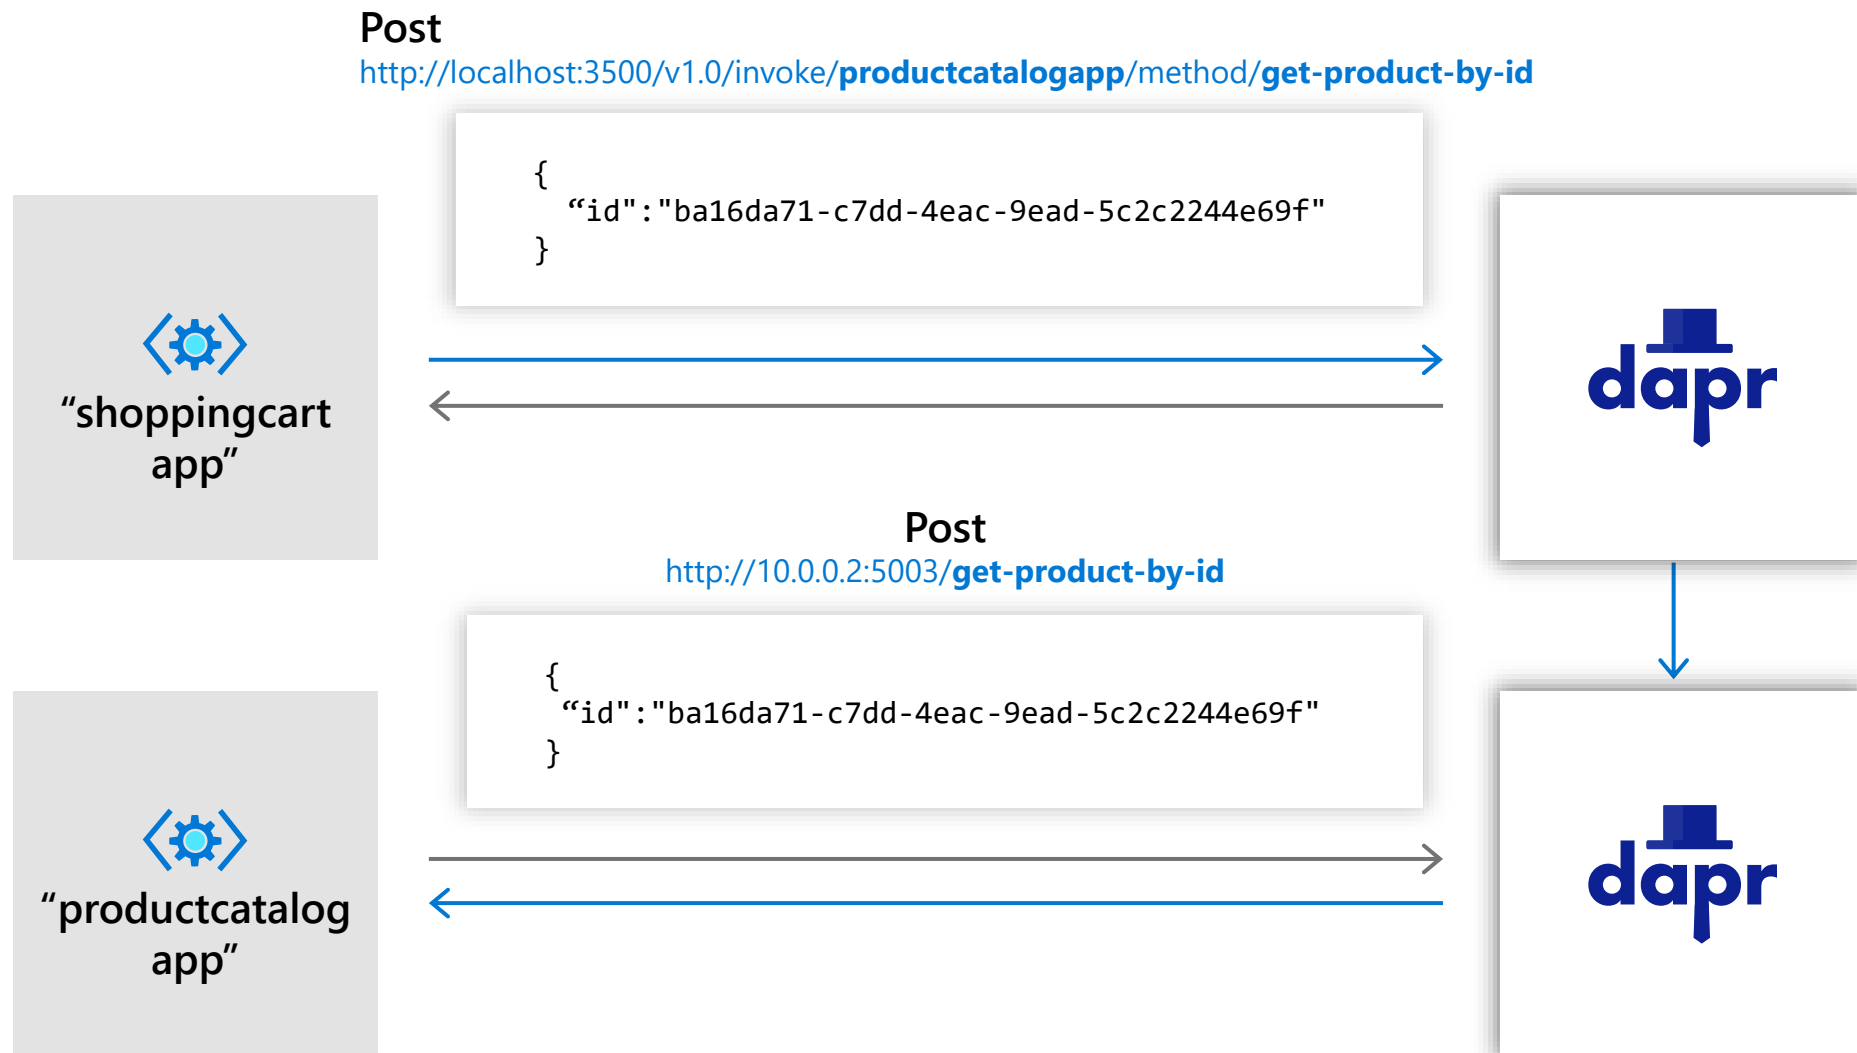 Post
http://localhost:3500/v1.0/invoke/productcatalogapp/method/get-product-by-id
{
“id":"ba16da71-c7dd-4eac-9ead-5c2c2244e69f"
}
“shoppingcart
app”
dapr
Post
http://10.0.0.2:5003/get-product-by-id
{
“id":"ba16da71-c7dd-4eac-9ead-5c2c2244e69f"
}
“productcatalog
app”
dapr